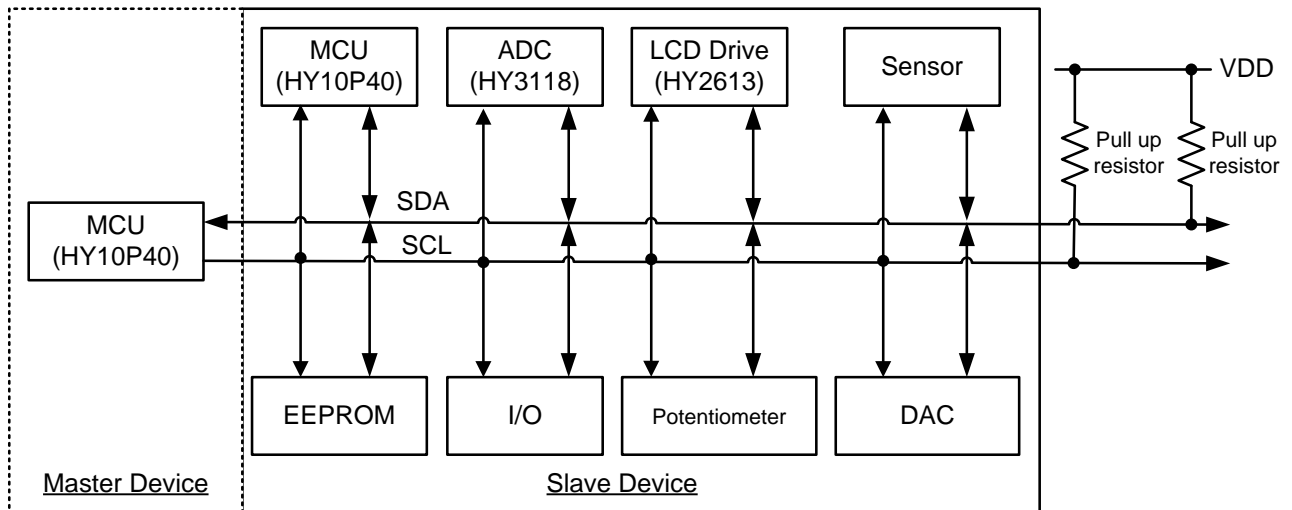 MCU
(HY10P40)
ADC
(HY3118)
LCD Drive
(HY2613)
Sensor
VDD
Pull up
resistor
Pull up
resistor
SDA
MCU
(HY10P40)
SCL
EEPROM
I/O
Potentiometer
DAC
Master Device
Slave Device